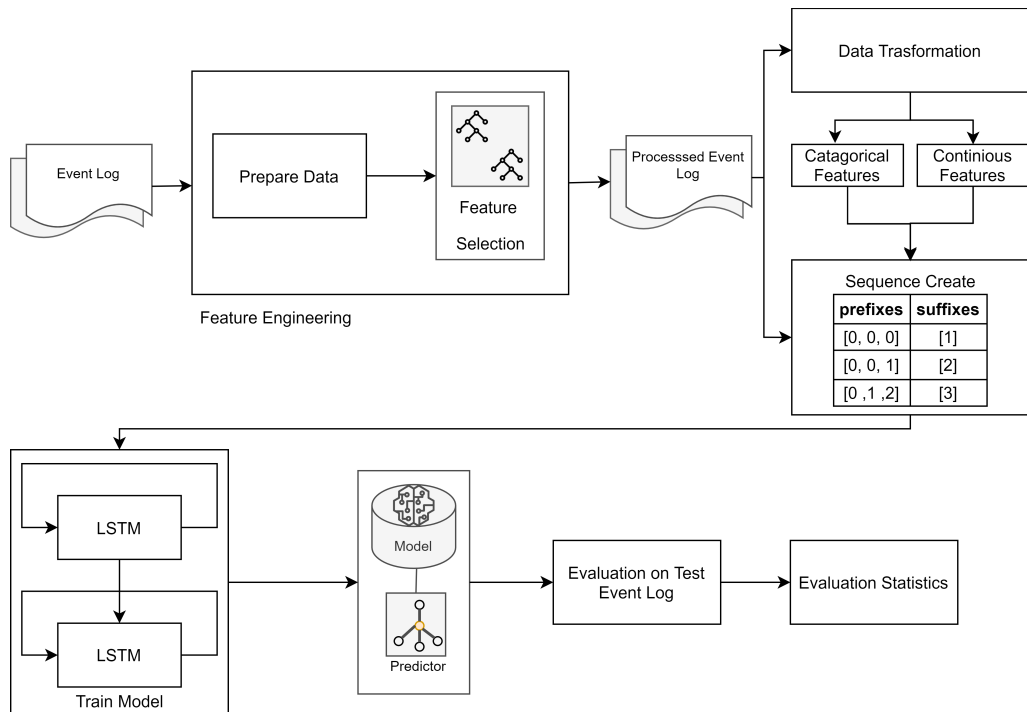 Data Trasformation
Event Log
Prepare Data
Feature
Selection
Feature Engineering
Processsed Event
Log
Catagorical
Features
Continious
Features
Sequence Create
prefixes suffixes
[0, 0, 0] [1]
[0, 0, 1] [2]
[0 ,1 ,2] [3]
LSTM
LSTM
Train Model
Model
Predictor
Evaluation on Test
Event Log
Evaluation Statistics